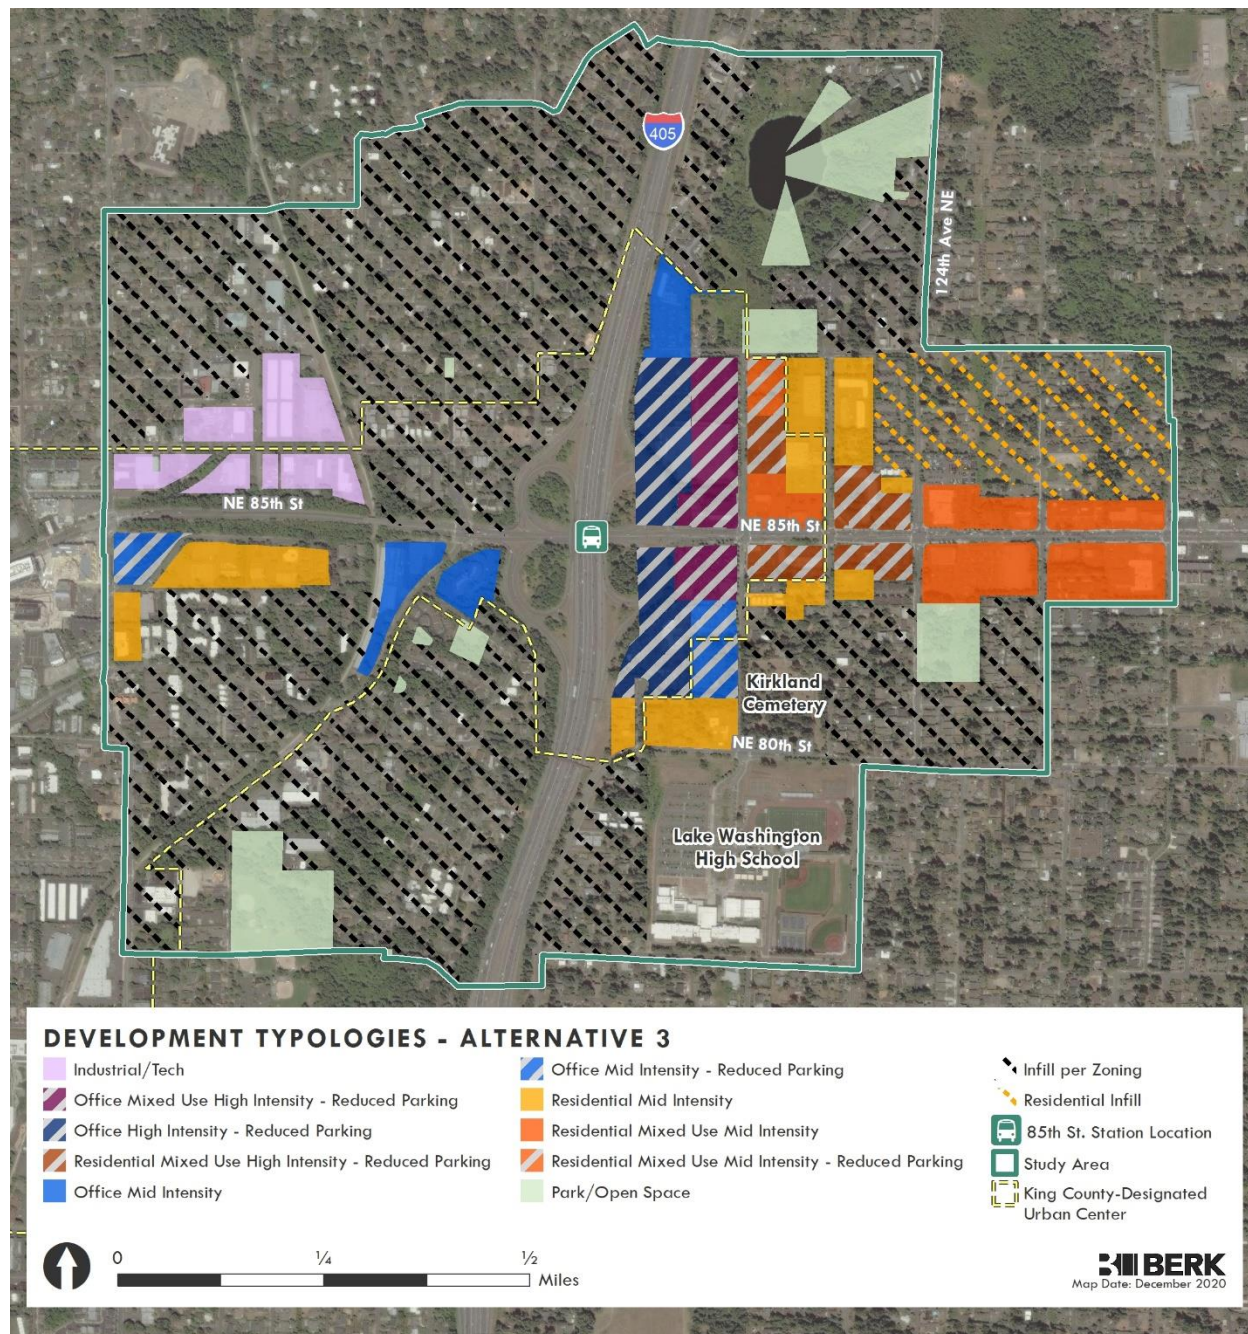 405
124th Ave NE
NE 85th St
NE 85th St
Kirkland
Cemetery
NE 80th St
Lake Washington
High School
DEVELOPMENT TYPOLOGIES - ALTERNATIVE 3
Industrial/Tech
Office Mixed Use High Intensity - Reduced Parking
Office High Intensity - Reduced Parking
Residential Mixed Use High Intensity - Reduced Parking
Office Mid Intensity
Office Mid Intensity - Reduced Parking
Residential Mid Intensity
Residential Mixed Use Mid Intensity
Residential Mixed Use Mid Intensity - Reduced Parking
Park/Open Space
Infill per Zoning
Residential Infill
85th St. Station Location
Study Area
King County-Designated
Urban Center
0 ¼ ½
Miles
BERK
Map Date: December 2020